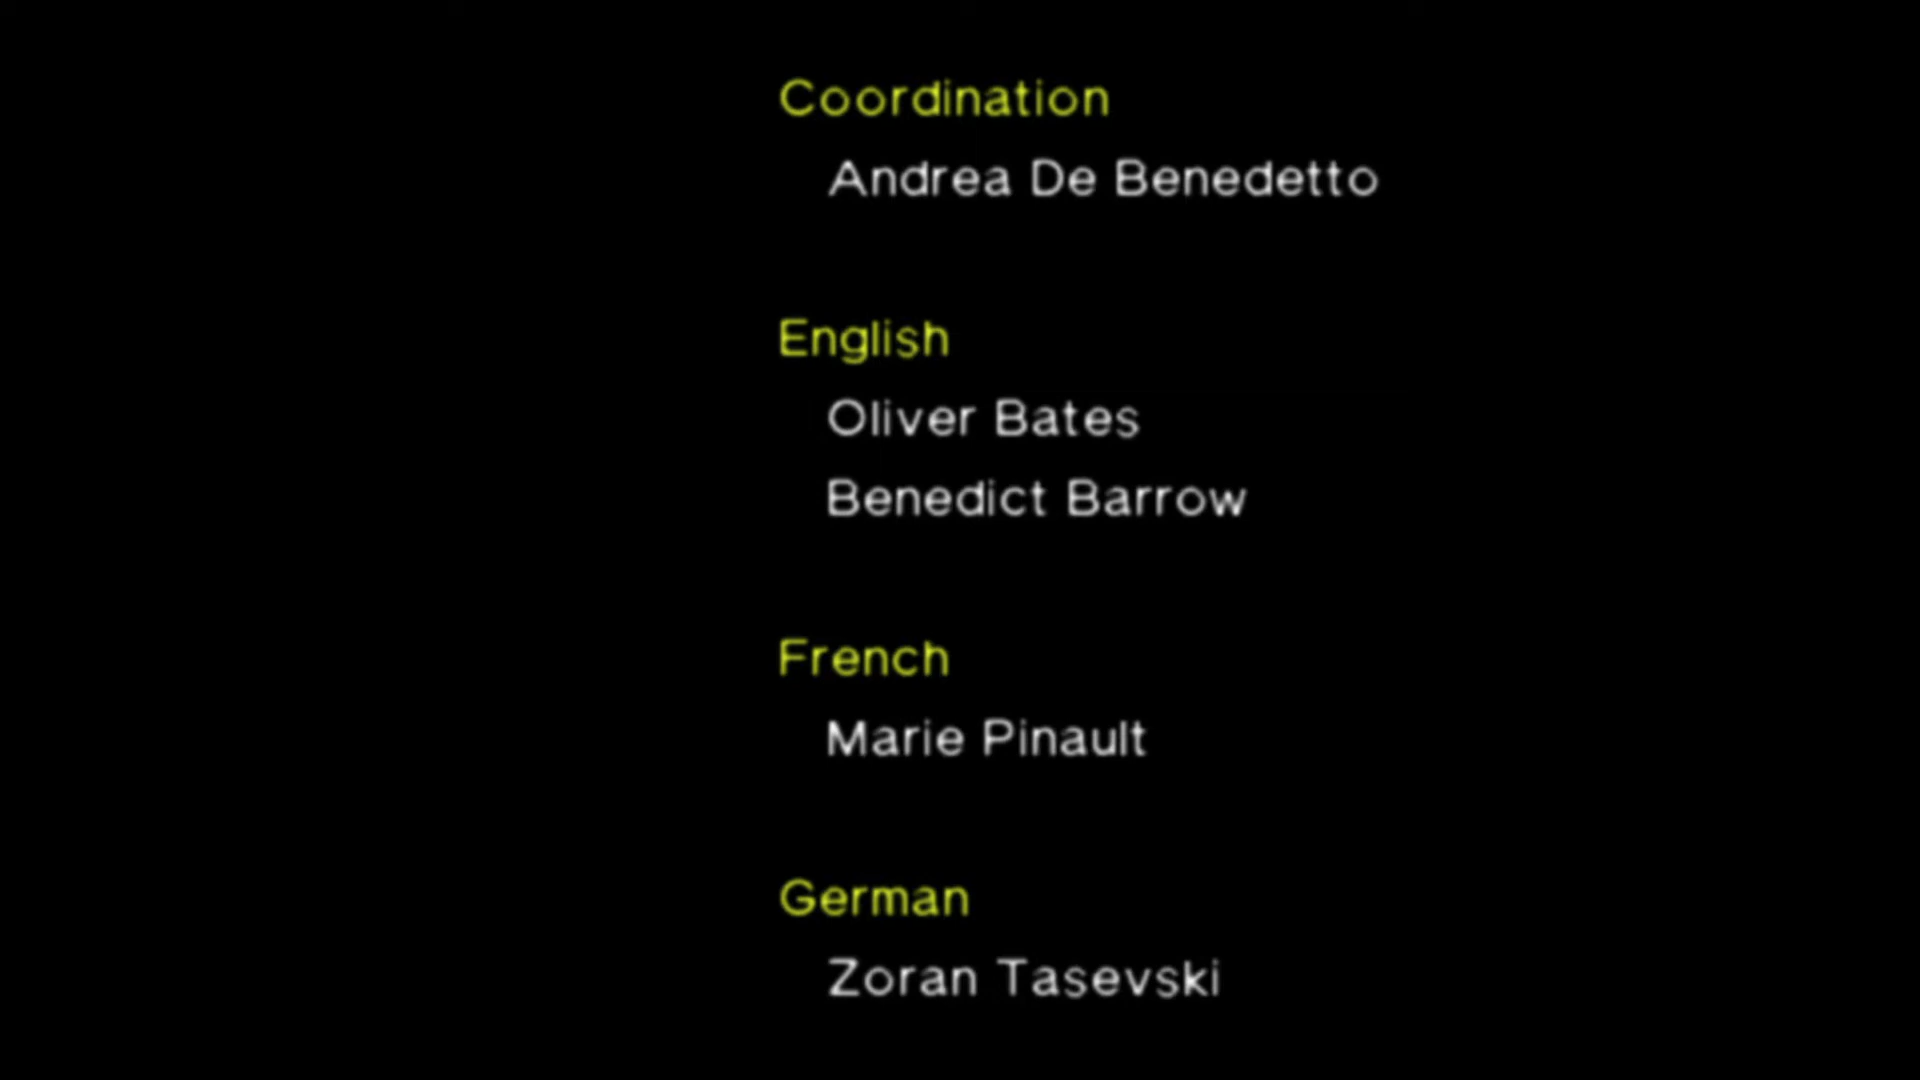 Coordination
Andrea De Benedetto
English
Oliver Bates
Benedict Barrow
French
Marie Pinault
German
Zoran Tasevski